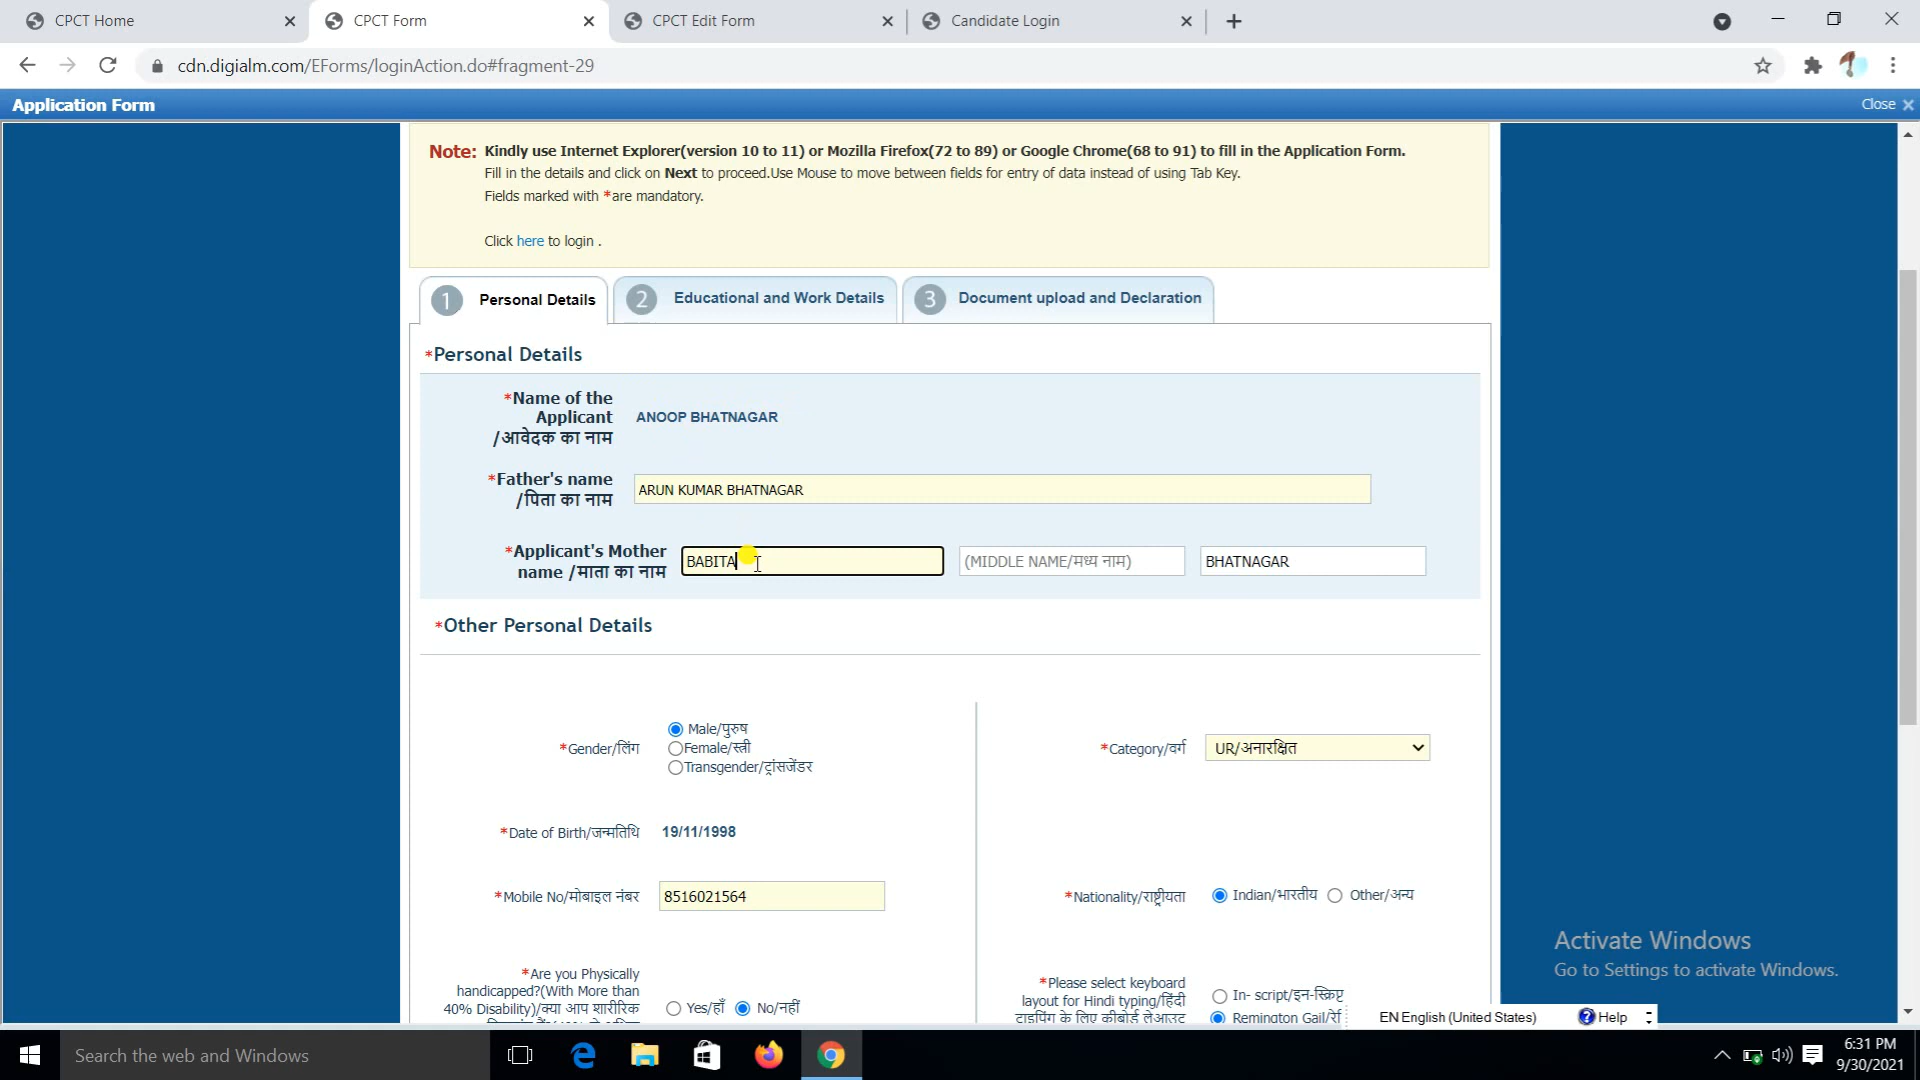 CPCT Home
CPCT Form
CPCT Edit Form
Candidate Login
cdn.digialm.com/EForms/loginAction.do#fragment-29
Application Form
Close
Note: Kindly use Internet Explorer(version 10 to 11) or Mozilla Firefox(72 to 89) or Google Chrome(68 to 91) to fill in the Application Form.
Fill in the details and click on Next to proceed.Use Mouse to move between fields for entry of data instead of using Tab Key.
Fields marked with *are mandatory.
Click here to login .
1 Personal Details
2 Educational and Work Details
3 Document upload and Declaration
*Personal Details
*Name of the
Applicant
/आवेदक का नाम
ANOOP BHATNAGAR
*Father's name
/पिता का नाम
ARUN KUMAR BHATNAGAR
*Applicant's Mother
name /माता का नाम
BABITA
(MIDDLE NAME/मध्य नाम)
BHATNAGAR
*Other Personal Details
*Gender/लिंग
Male/पुरुष
Female/स्त्री
Transgender/ट्रांसजेंडर
*Category/वर्ग
UR/अनारक्षित
*Date of Birth/जन्मतिथि
19/11/1998
*Mobile No/मोबाइल नंबर
8516021564
*Nationality/राष्ट्रीयता
Indian/भारतीय
Other/अन्य
*Are you Physically
handicapped?(With More than
40% Disability)/क्या आप शारीरिक
Yes/हाँ
No/नहीं
*Please select keyboard
layout for Hindi typing/हिंदी
टाइपिंग के लिए कीबोर्ड लेआउट
In- script/इन-स्क्रिप्ट
Remington Gail/
Activate Windows
Go to Settings to activate Windows.
EN English (United States)
Help
Search the web and Windows
6:31 PM
9/30/2021